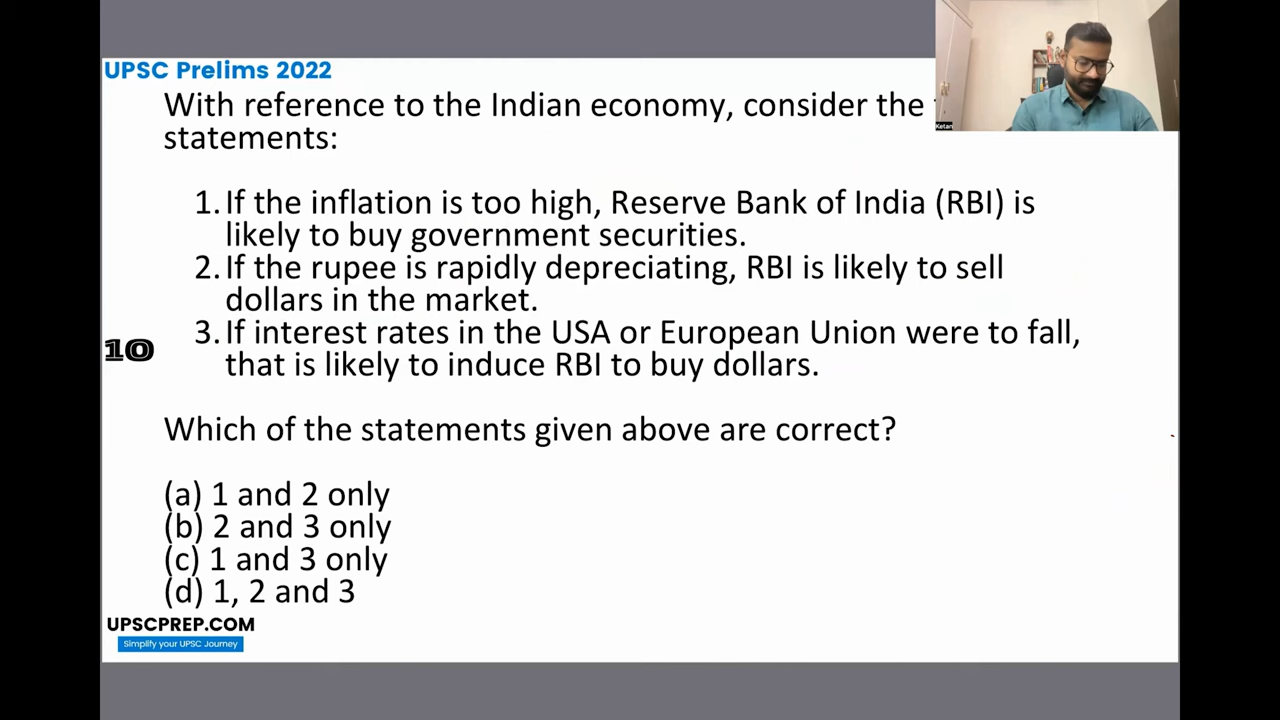 UPSC Prelims 2022
With reference to the Indian economy, consider the
statements:
1. If the inflation is too high, Reserve Bank of India (RBI) is
likely to buy government securities.
2. If the rupee is rapidly depreciating, RBI is likely to sell
dollars in the market.
3. If interest rates in the USA or European Union were to fall,
that is likely to induce RBI to buy dollars.
10
Which of the statements given above are correct?
(a) 1 and 2 only
(b) 2 and 3 only
(c) 1 and 3 only
(d) 1, 2 and 3
UPSCPREP.COM
Simplify your UPSC Journey
Ketan